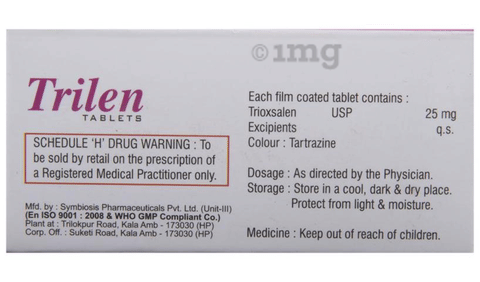 ©1mg
Trilen
TABLETS
SCHEDULE 'H' DRUG WARNING : To
be sold by retail on the prescription of
a Registered Medical Practitioner only.
Mfd. by : Symbiosis Pharmaceuticals Pvt. Ltd. (Unit-III)
(En ISO 9001 : 2008 & WHO GMP Compliant Co.)
Plant at : Trilokpur Road, Kala Amb - 173030 (HP)
Corp. Off. : Suketi Road, Kala Amb - 173030 (HP)
Each film coated tablet contains :
Trioxsalen USP 25 mg
Excipients q.s.
Colour : Tartrazine
Dosage : As directed by the Physician.
Storage : Store in a cool, dark & dry place.
Protect from light & moisture.
Medicine : Keep out of reach of children.